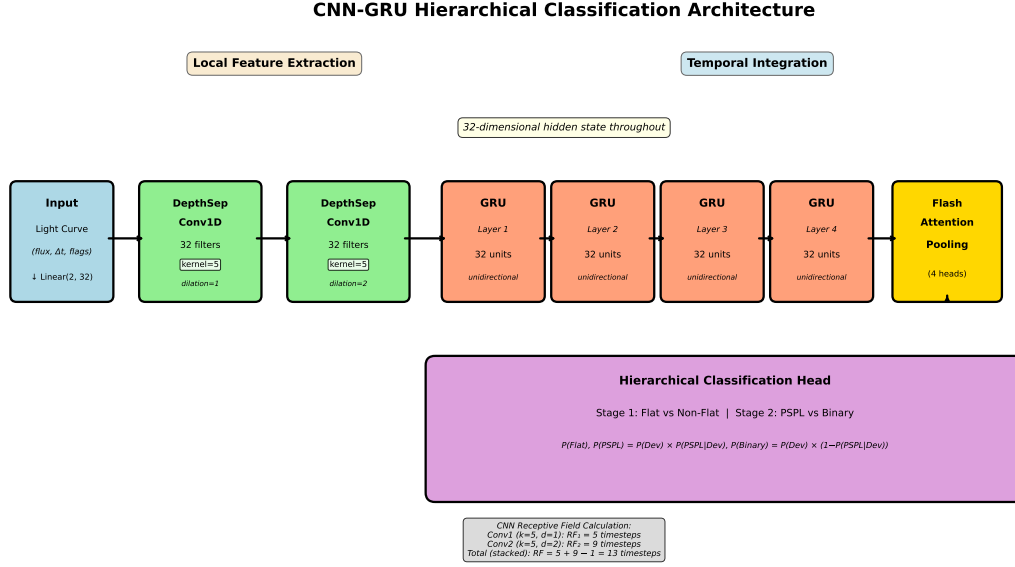 CNN-GRU Hierarchical Classification Architecture
Local Feature Extraction
Temporal Integration
32-dimensional hidden state throughout
Input
Light Curve
(flux, Δt, flags)
↓ Linear(2, 32)
DepthSep
Conv1D
32 filters
kernel=5
dilation=1
DepthSep
Conv1D
32 filters
kernel=5
dilation=2
GRU
Layer 1
32 units
unidirectional
GRU
Layer 2
32 units
unidirectional
GRU
Layer 3
32 units
unidirectional
GRU
Layer 4
32 units
unidirectional
Flash
Attention
Pooling
(4 heads)
Hierarchical Classification Head
Stage 1: Flat vs Non-Flat | Stage 2: PSPL vs Binary
P(Flat), P(PSPL) = P(Dev) × P(PSPL|Dev), P(Binary) = P(Dev) × (1−P(PSPL|Dev))
CNN Receptive Field Calculation:
Conv1 (k=5, d=1): RF₁ = 5 timesteps
Conv2 (k=5, d=2): RF₂ = 9 timesteps
Total (stacked): RF = 5 + 9 − 1 = 13 timesteps